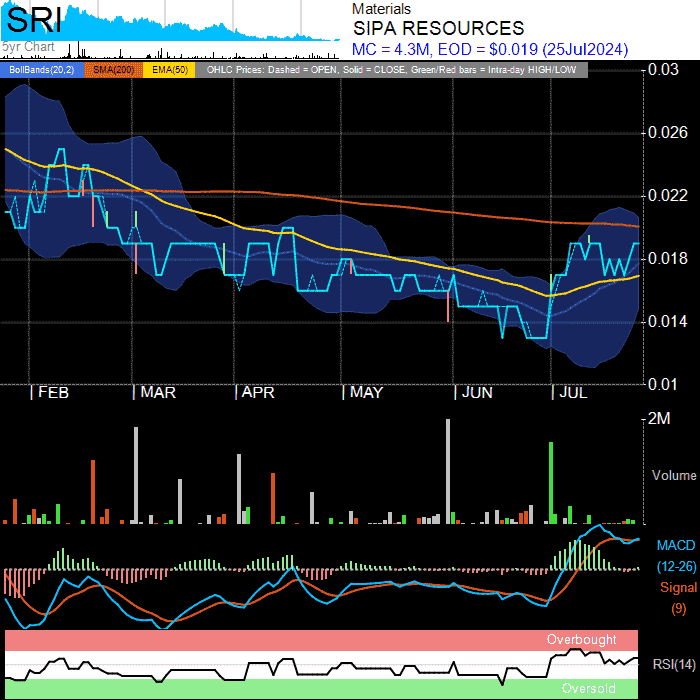 SRI
5yr Chart
Materials
SIPA RESOURCES
MC = 4.3M, EOD = $0.019 (25Jul2024)
BollBands(20,2) SMA(200) EMA(50) OHLC Prices: Dashed = OPEN, Solid = CLOSE, Green/Red bars = Intra-day HIGH/LOW
0.03
0.026
0.022
0.018
0.014
0.01
FEB MAR APR MAY JUN JUL
2M
Volume
MACD
(12-26)
Signal
(9)
Overbought
RSI(14)
Oversold